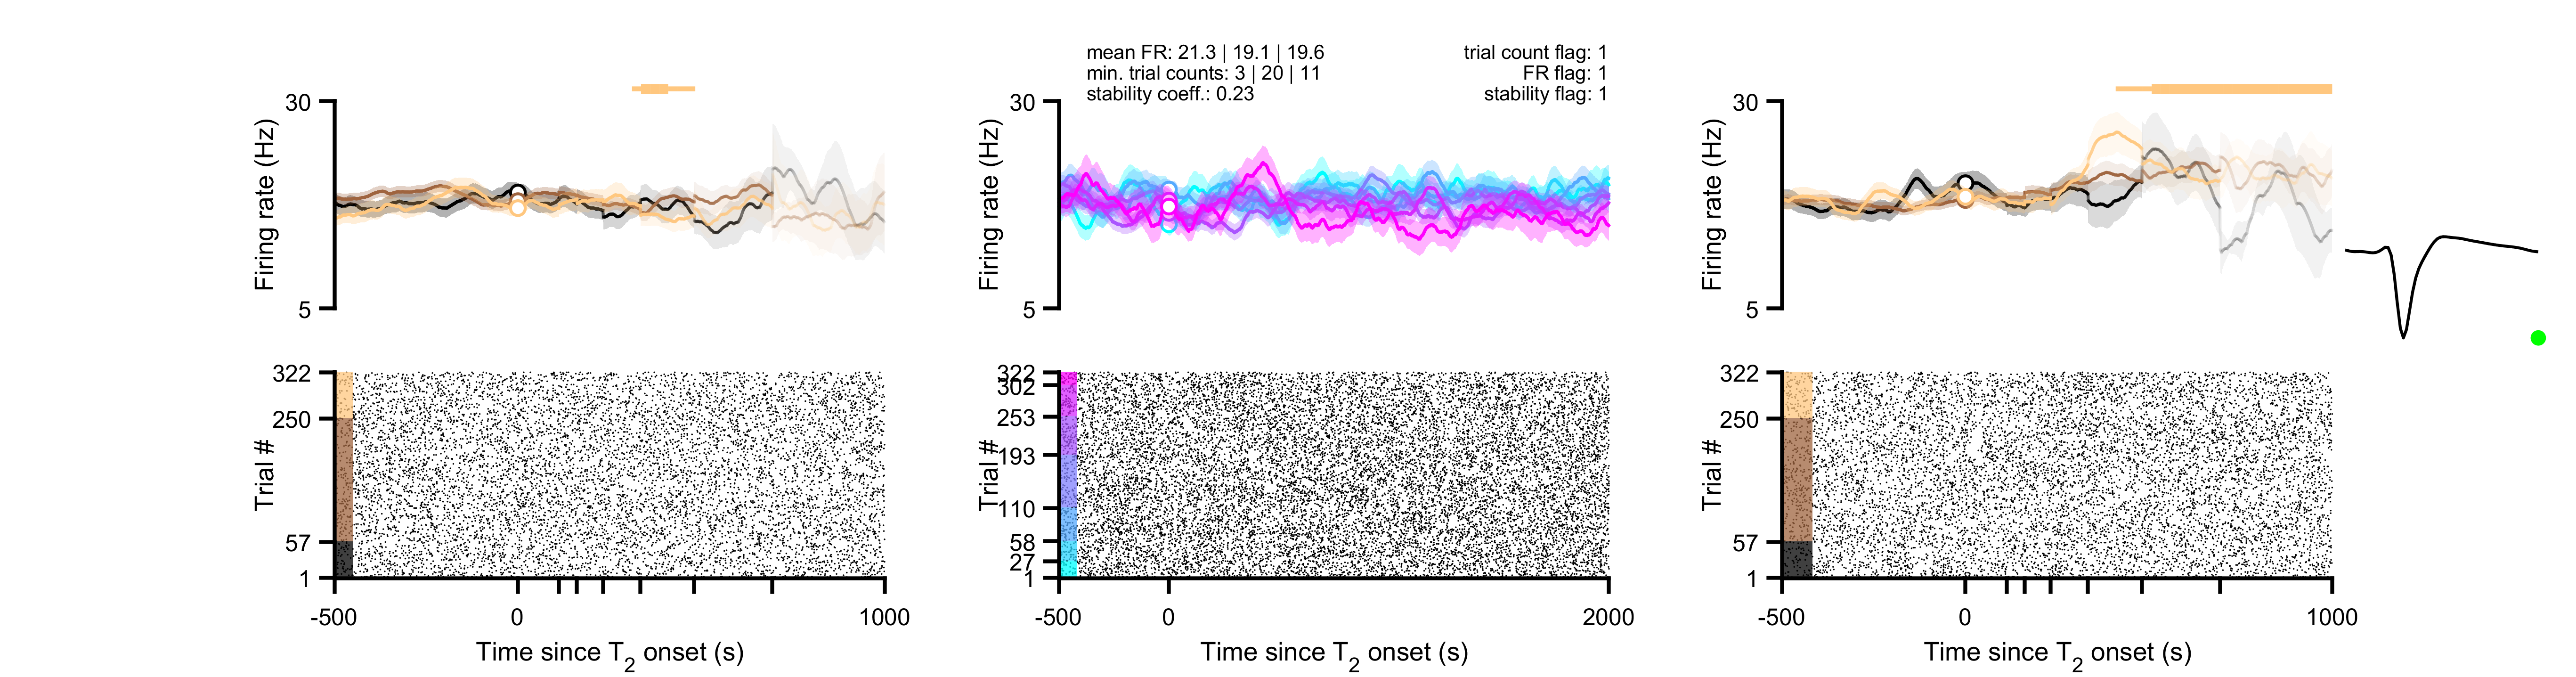 mean FR: 21.3 | 19.1 | 19.6
min. trial counts: 3 | 20 | 11
stability coeff.: 0.23
trial count flag: 1
FR flag: 1
stability flag: 1
30
Firing rate (Hz)
5
30
Firing rate (Hz)
5
30
Firing rate (Hz)
5
322
250
Trial #
57
1
-500
0
1000
Time since T2 onset (s)
322
302
253
193
Trial #
110
58
27
1
-500
0
2000
Time since T2 onset (s)
322
250
Trial #
57
1
-500
0
1000
Time since T2 onset (s)